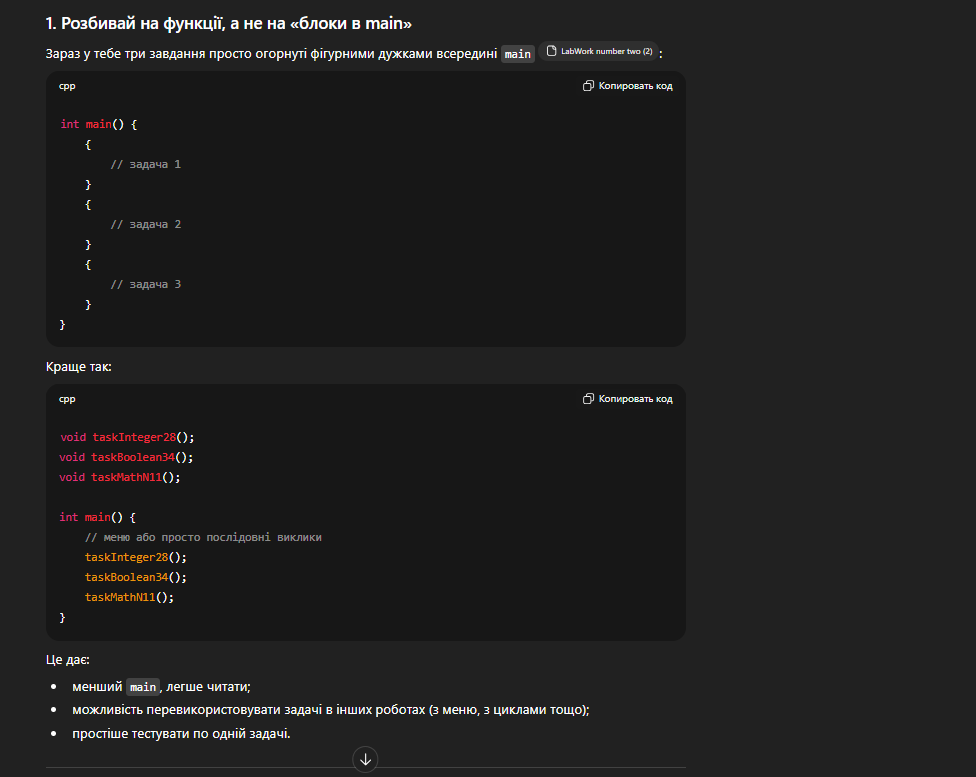 1. Розбивай на функції, а не на «блоки в main»
Зараз у тебе три завдання просто огорнуті фігурними дужками всередині main LabWork number two (2) :
cpp
Копировать код
int main() {
    {
        // задача 1
    }
    {
        // задача 2
    }
    {
        // задача 3
    }
}
Краще так:
cpp
Копировать код
void taskInteger28();
void taskBoolean34();
void taskMathN11();
int main() {
    // меню або просто послідовні виклики
    taskInteger28();
    taskBoolean34();
    taskMathN11();
}
Це дає:
• менший main, легше читати;
• можливість перевикористовувати задачі в інших роботах (з меню, з циклами тощо);
• простіше тестувати по одній задачі.